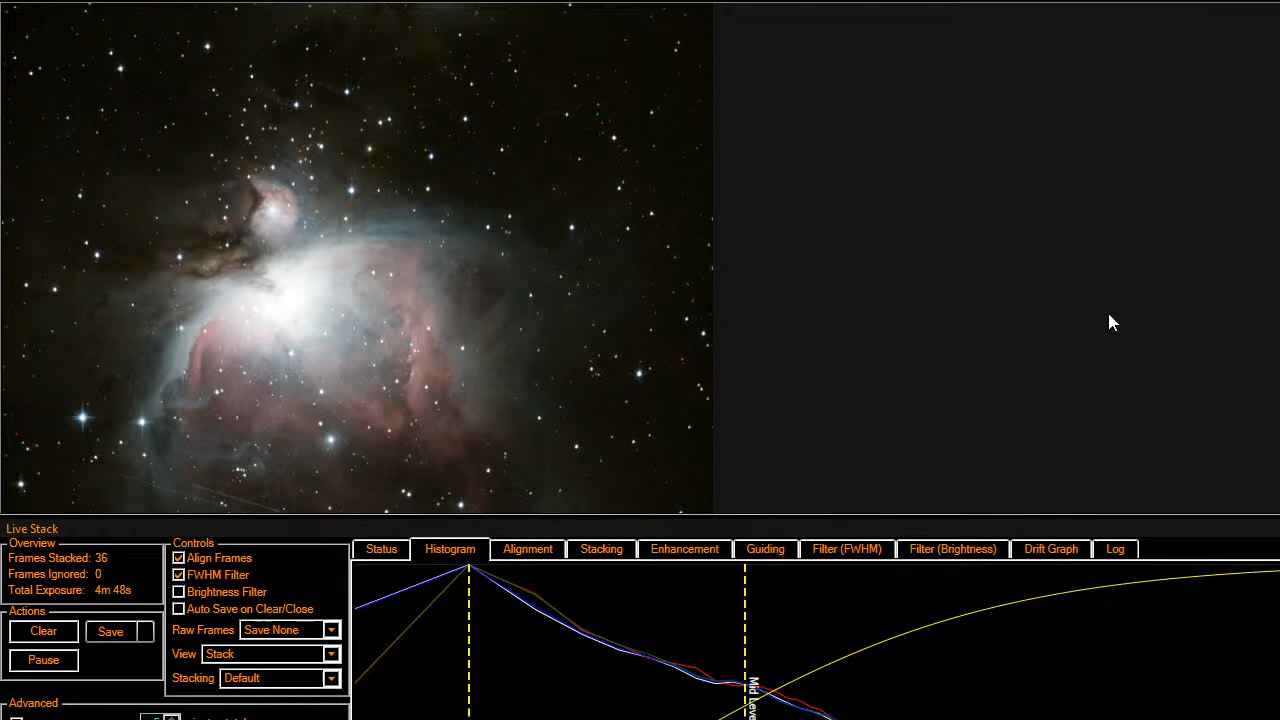 Live Stack
Overview
Frames Stacked: 36
Frames Ignored: 0
Total Exposure: 4m 48s
Actions
Clear
Save
Pause
Advanced
Controls
Align Frames
FWHM Filter
Brightness Filter
Auto Save on Clear/Close
Raw Frames Save None
View Stack
Stacking Default
Status Histogram Alignment Stacking Enhancement Guiding Filter (FWHM) Filter (Brightness) Drift Graph Log
Mid Leve